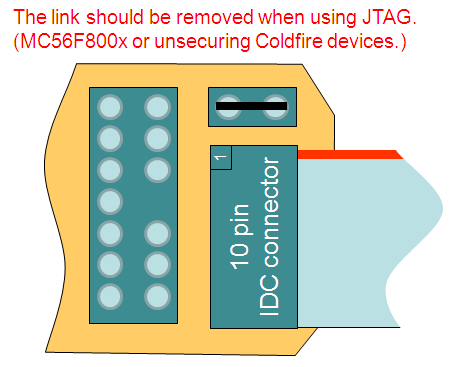 The link should be removed when using JTAG.
(MC56F800x or unsecuring Coldfire devices.)
1
10 pin
IDC connector